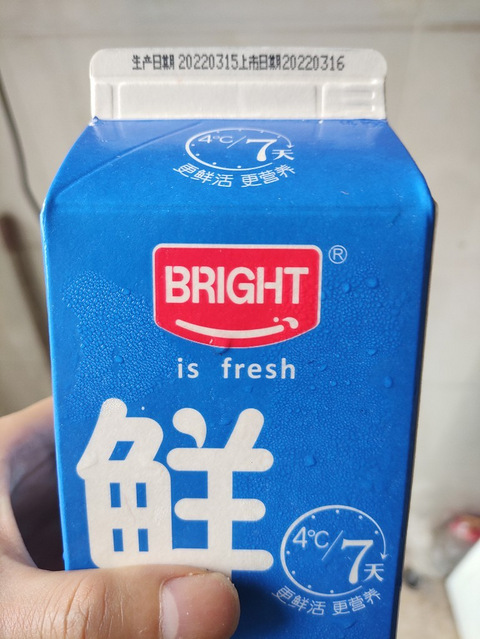 生产日期20220315上市日期20220316
4℃/7天
更鲜活 更营养
BRIGHT®
is fresh
鲜
4℃/7天
更鲜活 更营养